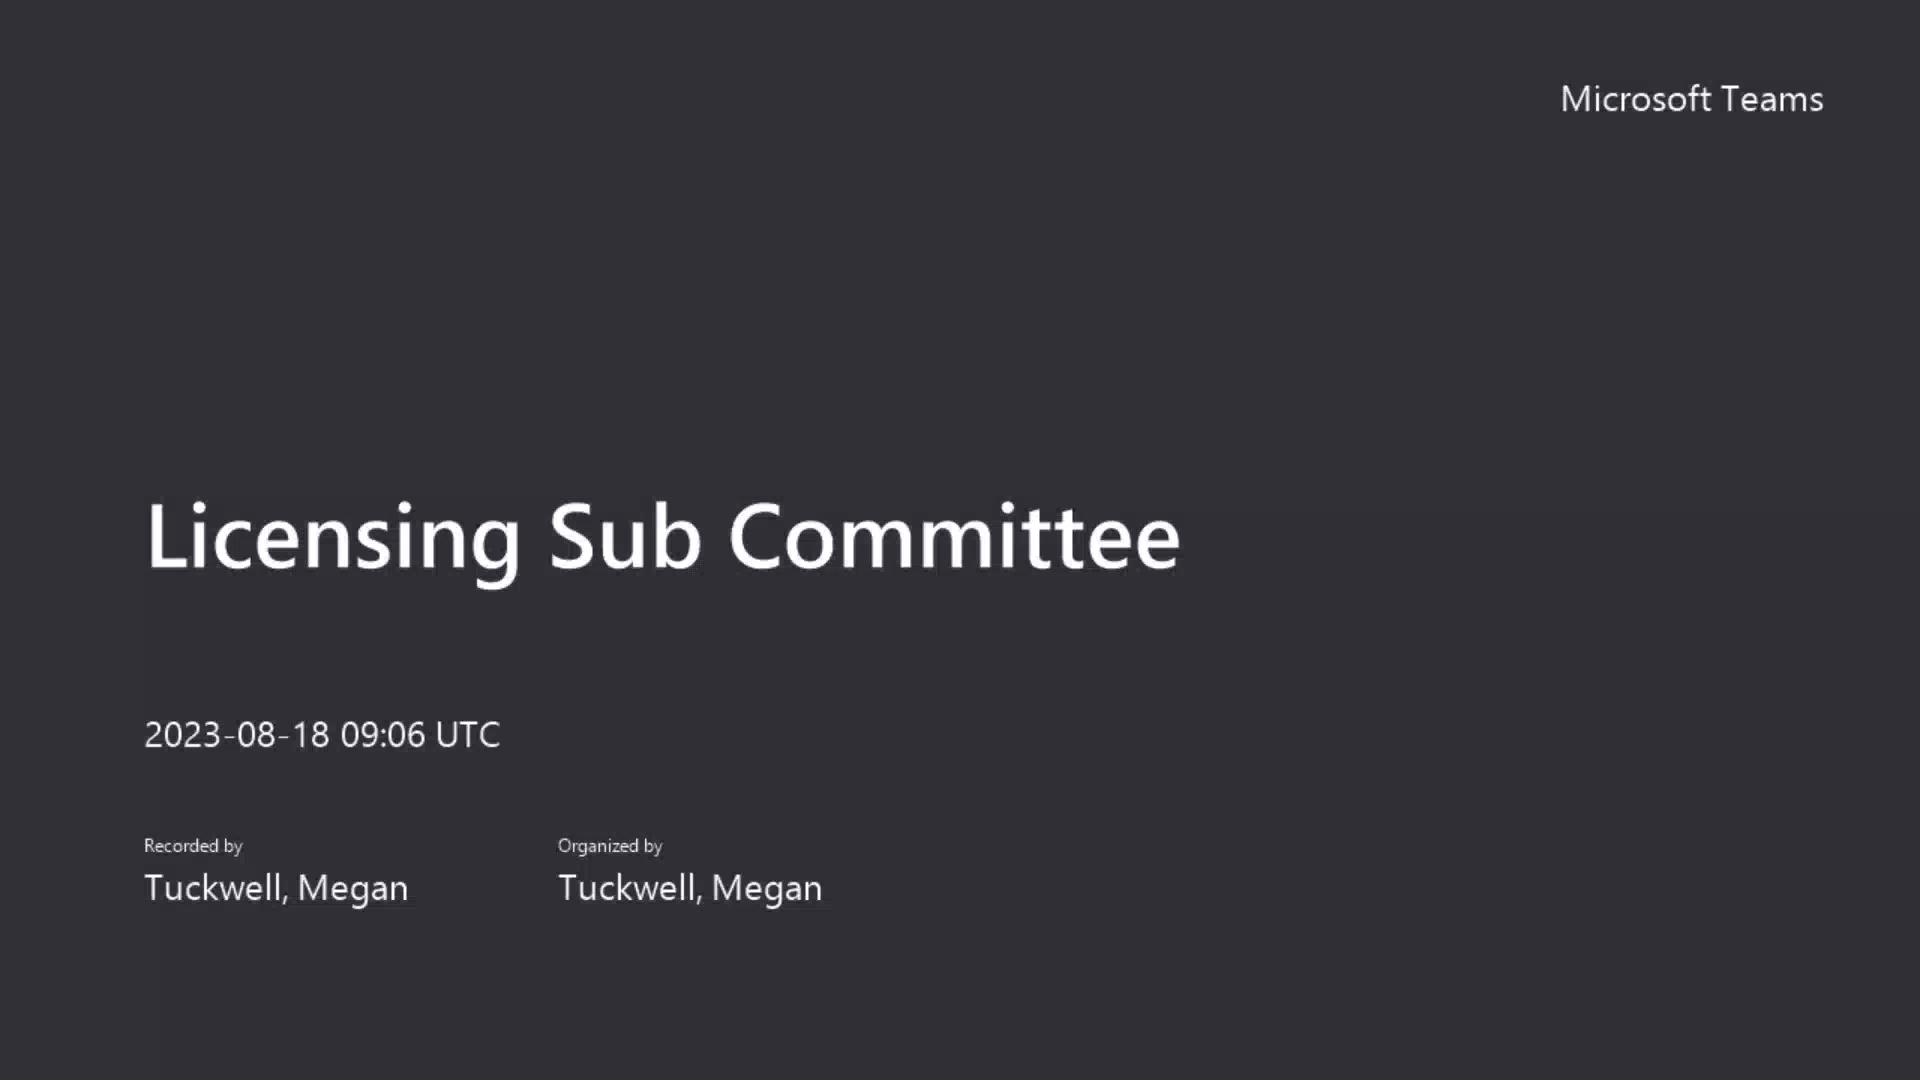 Microsoft Teams
Licensing Sub Committee
2023-08-18 09:06 UTC
Recorded by
Tuckwell, Megan
Organized by
Tuckwell, Megan